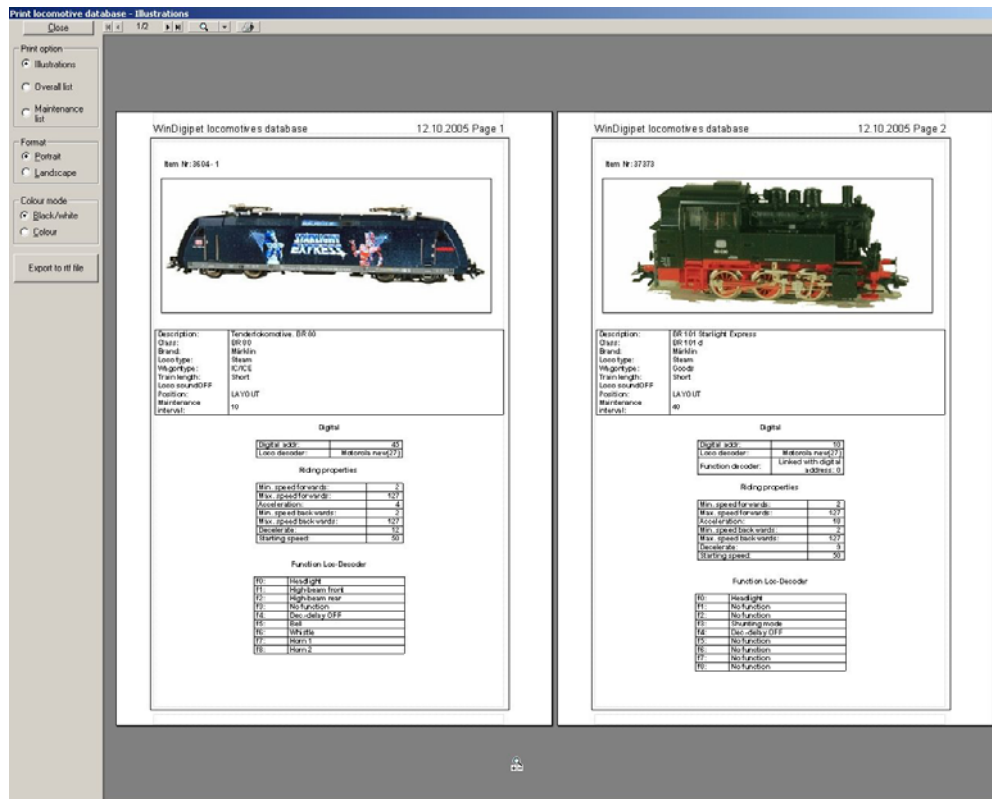 Print locomotive database - Illustrations
Close
1/2
Print option
Illustrations
Overall list
Maintenance
list
Format
Portrait
Landscape
Colour mode
Black/white
Colour
Export to rtf file
WinDigipet locomotives database 12.10.2005 Page 1
Item Nr: 3604-1
STARLIGHT
EXPRESS
Description: Tenderlokomotive. BR 80
Class: BR 80
Brand: Märklin
Loco type: Steam
Wagontype: IC/ICE
Train length: Short
Loco soundOFF
Position: LAYOUT
Maintenance
interval: 10
Digital
Digital addr: 45
Loco decoder: Motorola new(27)
Riding properties
Min. speed forwards: 2
Max. speed forwards: 127
Acceleration: 4
Min. speed backwards: 2
Max. speed backwards: 127
Decelerate: 12
Starting speed: 50
Function Loc-Decoder
f0: Headlight
f1: High-beam front
f2: High-beam rear
f3: No function
f4: Dec.-delay OFF
f5: Bell
f6: Whistle
f7: Horn 1
f8: Horn 2
WinDigipet locomotives database 12.10.2005 Page 2
Item Nr: 37373
Description: BR 101 Starlight Express
Class: BR 101 d
Brand: Märklin
Loco type: Steam
Wagontype: Goods
Train length: Short
Loco soundOFF
Position: LAYOUT
Maintenance
interval: 40
Digital
Digital addr: 10
Loco decoder: Motorola new(27)
Function decoder: Linked with digital
address: 0
Riding properties
Min. speed forwards: 2
Max. speed forwards: 127
Acceleration:
Min. speed backwards: 2
Max. speed backwards: 127
Decelerate: 9
Starting speed: 50
Function Loc-Decoder
f0: Headlight
f1: No function
f2: No function
f3: Shunting mode
f4: Dec.-delay OFF
f5: No function
f6: No function
f7: No function
f8: No function